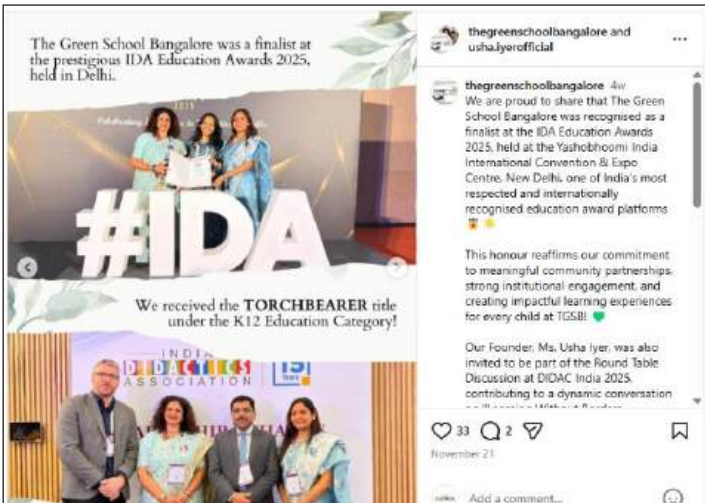 The Green School Bangalore was a finalist at
the prestigious IDA Education Awards 2025,
held in Delhi.
2025
#IDA
We received the TORCHBEARER title
under the K12 Education Category!
INDIA
DIDACTICS
ASSOCIATION
15
thegreenschoolbangalore and
usha.iyerofficial
thegreenschoolbangalore 4w
We are proud to share that The Green
School Bangalore was recognised as a
finalist at the IDA Education Awards
2025, held at the Yashobhoomi India
International Convention & Expo
Centre, New Delhi, one of India's most
respected and internationally
recognised education award platforms
This honour reaffirms our commitment
to meaningful community partnerships,
strong institutional engagement, and
creating impactful learning experiences
for every child at TGSB!
Our Founder, Ms. Usha Iyer, was also
invited to be part of the Round Table
Discussion at DIDAC India 2025,
contributing to a dynamic conversation
33
2
November 21
Add a comment...